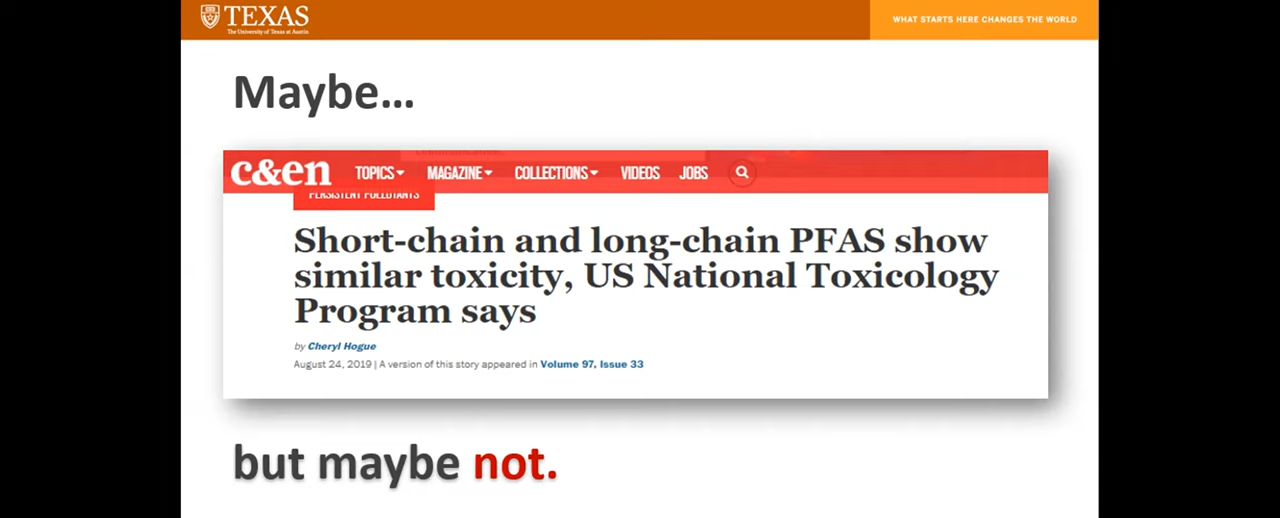 TEXAS
The University of Texas at Austin
WHAT STARTS HERE CHANGES THE WORLD
Maybe…
c&en TOPICS MAGAZINE COLLECTIONS VIDEOS JOBS
PERSISTENT POLLUTANTS
Short-chain and long-chain PFAS show
similar toxicity, US National Toxicology
Program says
by Cheryl Hogue
August 24, 2019 | A version of this story appeared in Volume 97, Issue 33
but maybe not.